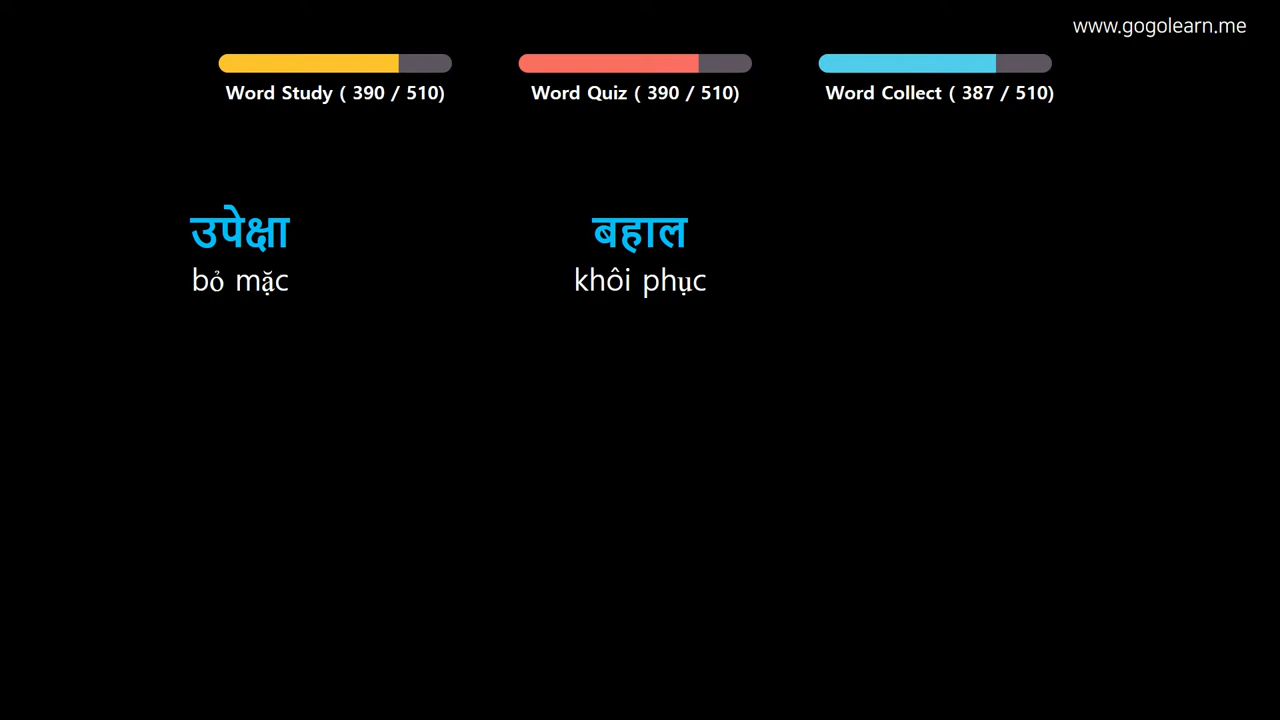 www.gogolearn.me
Word Study ( 390 / 510)
Word Quiz ( 390 / 510)
Word Collect ( 387 / 510)
उपेक्षा
bỏ mặc
बहाल
khôi phục